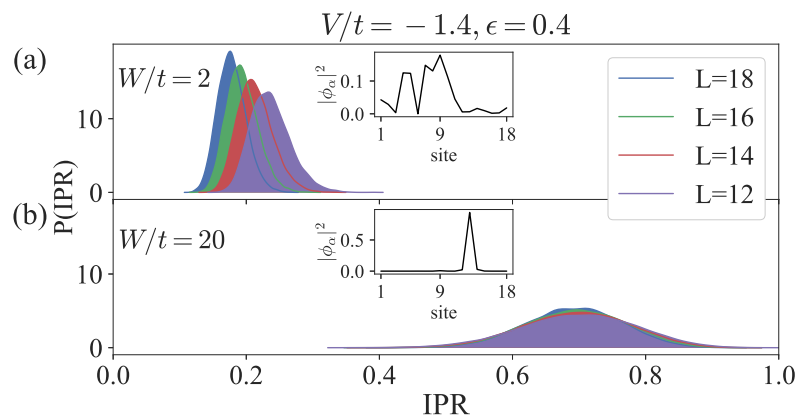 V/t = −1.4, ϵ = 0.4
(a)
W/t = 2
10
0
P(IPR)
|ϕα|²
0.1
0.0
1 9 18
site
L=18
L=16
L=14
L=12
(b)
W/t = 20
10
0
|ϕα|²
0.5
0.0
1 9 18
site
0.0 0.2 0.4 0.6 0.8 1.0
IPR